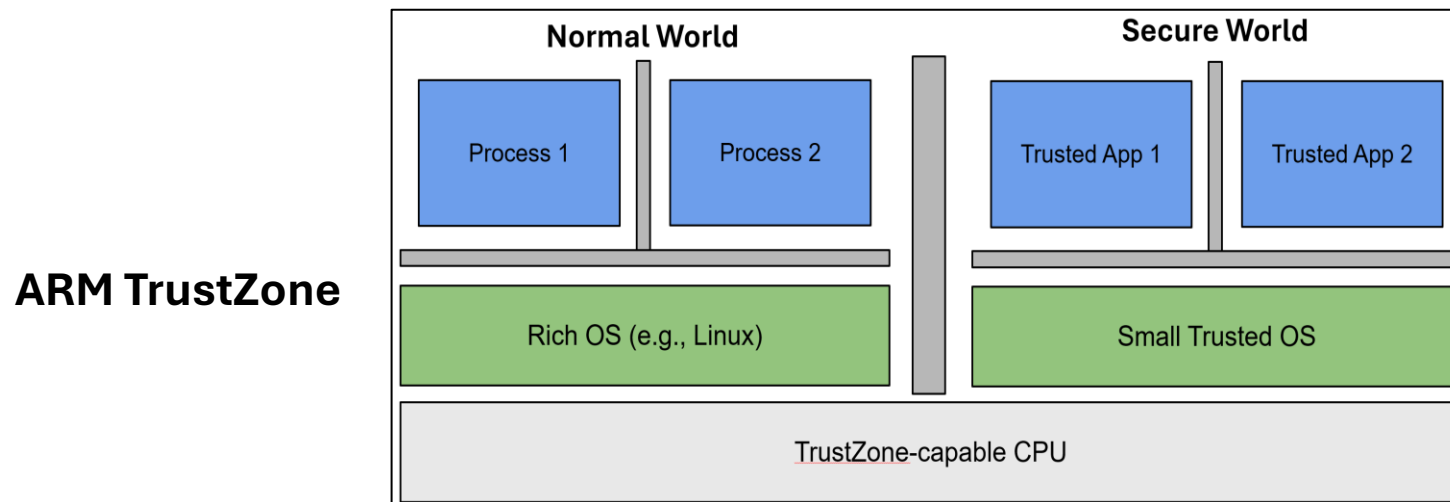 ARM TrustZone
Normal World
Secure World
Process 1
Process 2
Trusted App 1
Trusted App 2
Rich OS (e.g., Linux)
Small Trusted OS
TrustZone-capable CPU